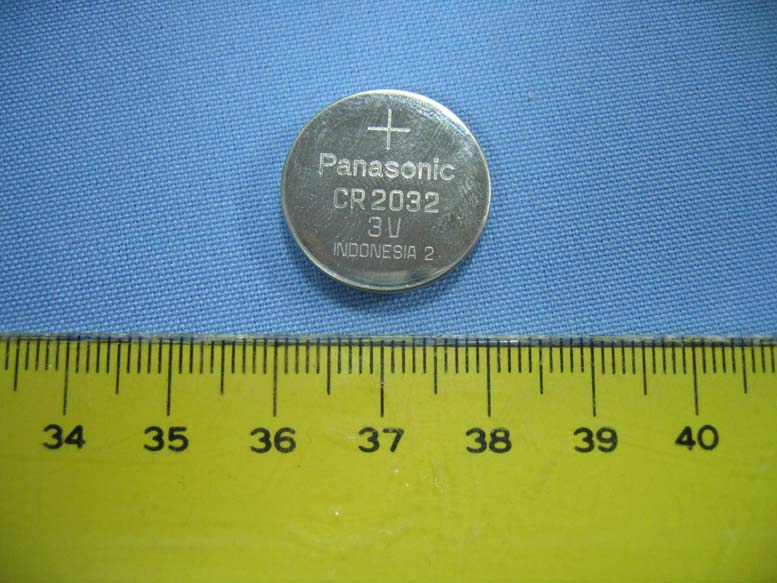 +
Panasonic
CR2032
3V
INDONESIA 2
34 35 36 37 38 39 40